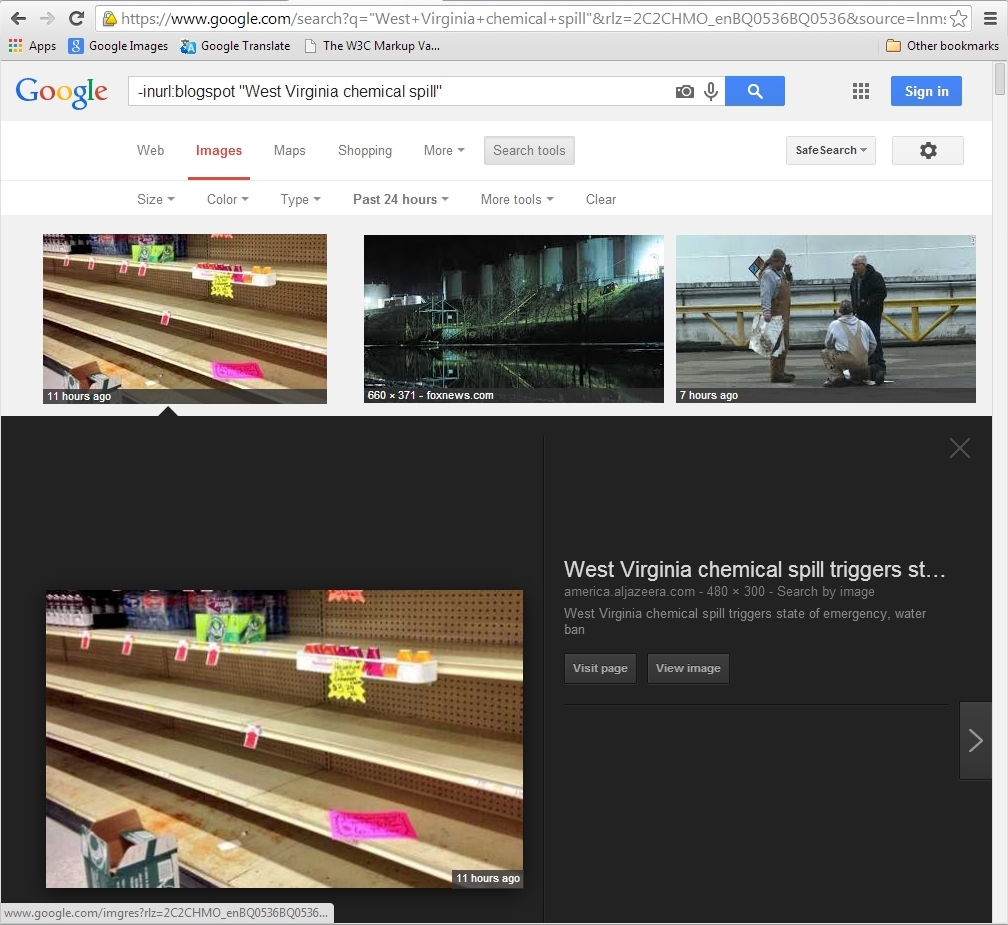 https://www.google.com/search?q="West+Virginia+chemical+spill"&rlz=2C2CHMO_enBQ0536BQ0536&source=lnms
Apps Google Images Google Translate The W3C Markup Va... Other bookmarks
Google -inurl:blogspot "West Virginia chemical spill" Sign in
Web Images Maps Shopping More Search tools SafeSearch
Size Color Type Past 24 hours More tools Clear
11 hours ago 660 × 371 - foxnews.com 7 hours ago
West Virginia chemical spill triggers st...
america.aljazeera.com - 480 × 300 - Search by image
West Virginia chemical spill triggers state of emergency, water
ban
Visit page View image
11 hours ago
www.google.com/imgres?rlz=2C2CHMO_enBQ0536BQ0536...